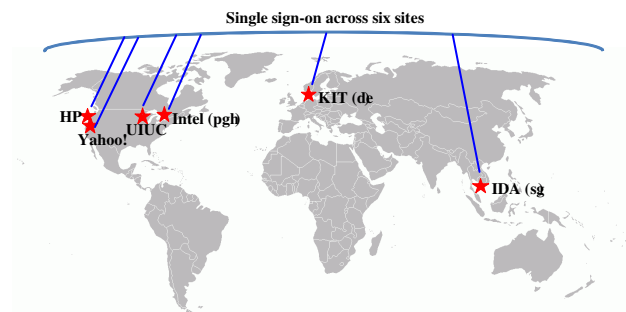 Single sign-on across six sites
HP
Yahoo!
UIUC
Intel (pgh)
KIT (de)
IDA (sg)